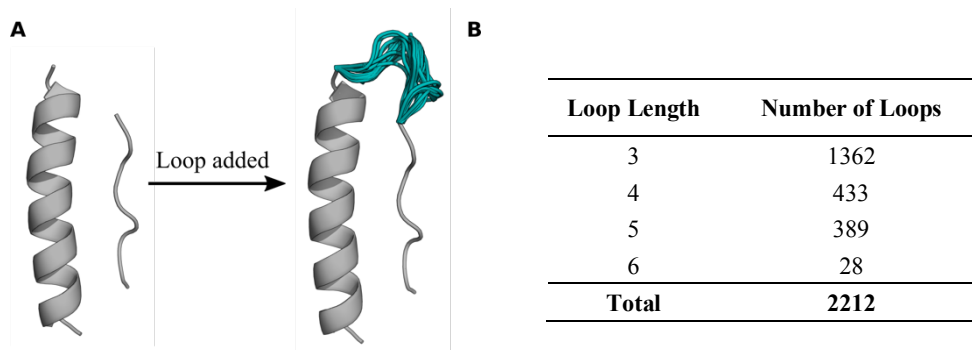 A
B
Loop added
Loop Length Number of Loops
3 1362
4 433
5 389
6 28
Total 2212